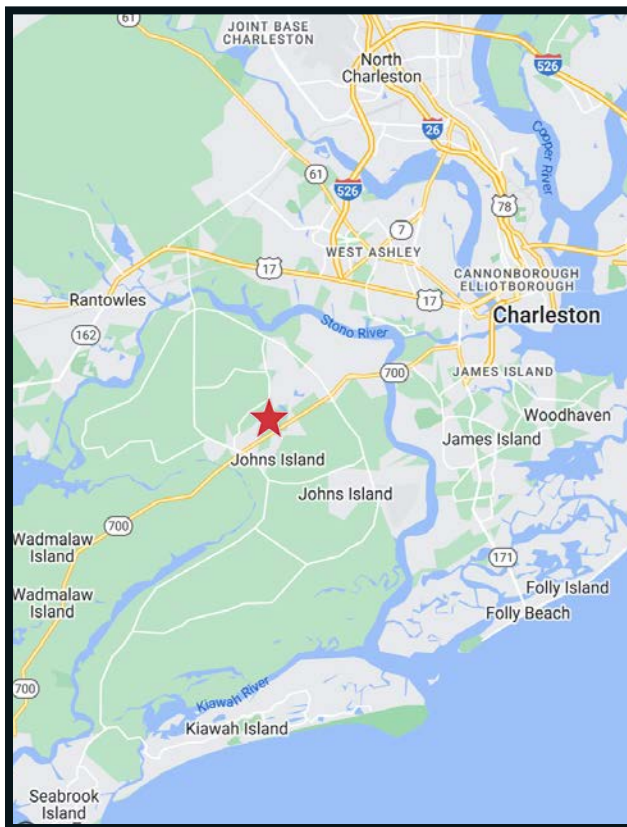 61
JOINT BASE
CHARLESTON
North
Charleston
526
26
Cooper River
61
526
78
7
WEST ASHLEY
17
CANNONBOROUGH
ELLIOTBOROUGH
Rantowles
17
Charleston
Stono River
162
700
JAMES ISLAND
Woodhaven
James Island
Johns Island
Johns Island
700
Wadmalaw
Island
171
Wadmalaw
Island
Folly Island
Folly Beach
700
Kiawah River
Kiawah Island
Seabrook
Island